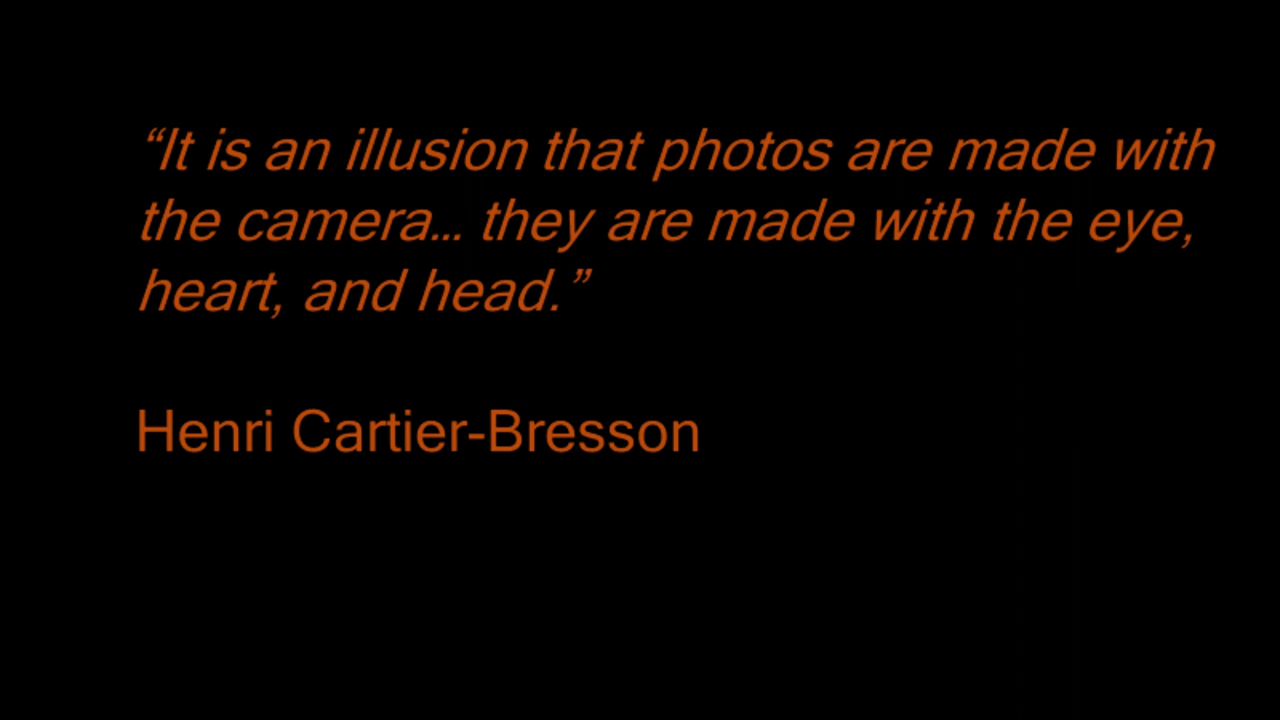 “It is an illusion that photos are made with
the camera… they are made with the eye,
heart, and head.”
Henri Cartier-Bresson